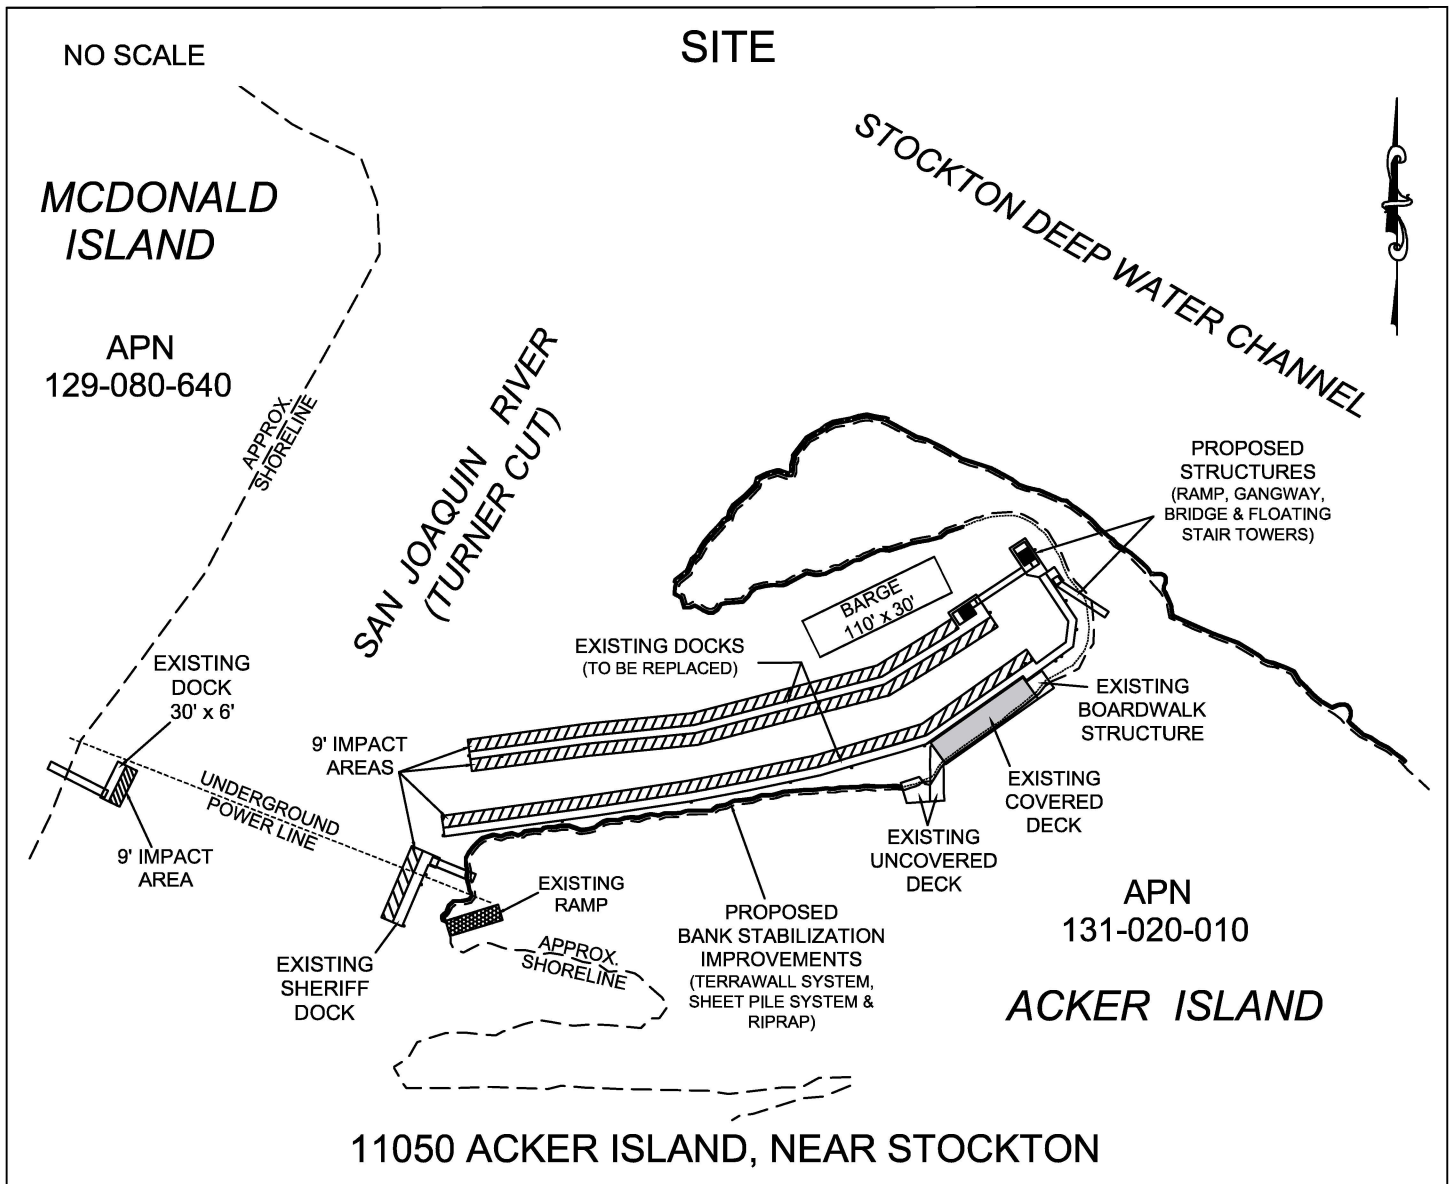 NO SCALE
SITE
MCDONALD
ISLAND
APN
129-080-640
STOCKTON DEEP WATER CHANNEL
APPROX.
SHORELINE
SAN JOAQUIN RIVER
(TURNER CUT)
PROPOSED
STRUCTURES
(RAMP, GANGWAY,
BRIDGE & FLOATING
STAIR TOWERS)
BARGE
110' x 30'
EXISTING DOCKS
(TO BE REPLACED)
EXISTING
DOCK
30' x 6'
EXISTING
BOARDWALK
STRUCTURE
9' IMPACT
AREAS
UNDERGROUND
POWER LINE
EXISTING
COVERED
DECK
EXISTING
UNCOVERED
DECK
9' IMPACT
AREA
EXISTING
RAMP
PROPOSED
BANK STABILIZATION
IMPROVEMENTS
(TERRAWALL SYSTEM,
SHEET PILE SYSTEM &
RIPRAP)
APN
131-020-010
APPROX.
SHORELINE
EXISTING
SHERIFF
DOCK
ACKER ISLAND
11050 ACKER ISLAND, NEAR STOCKTON